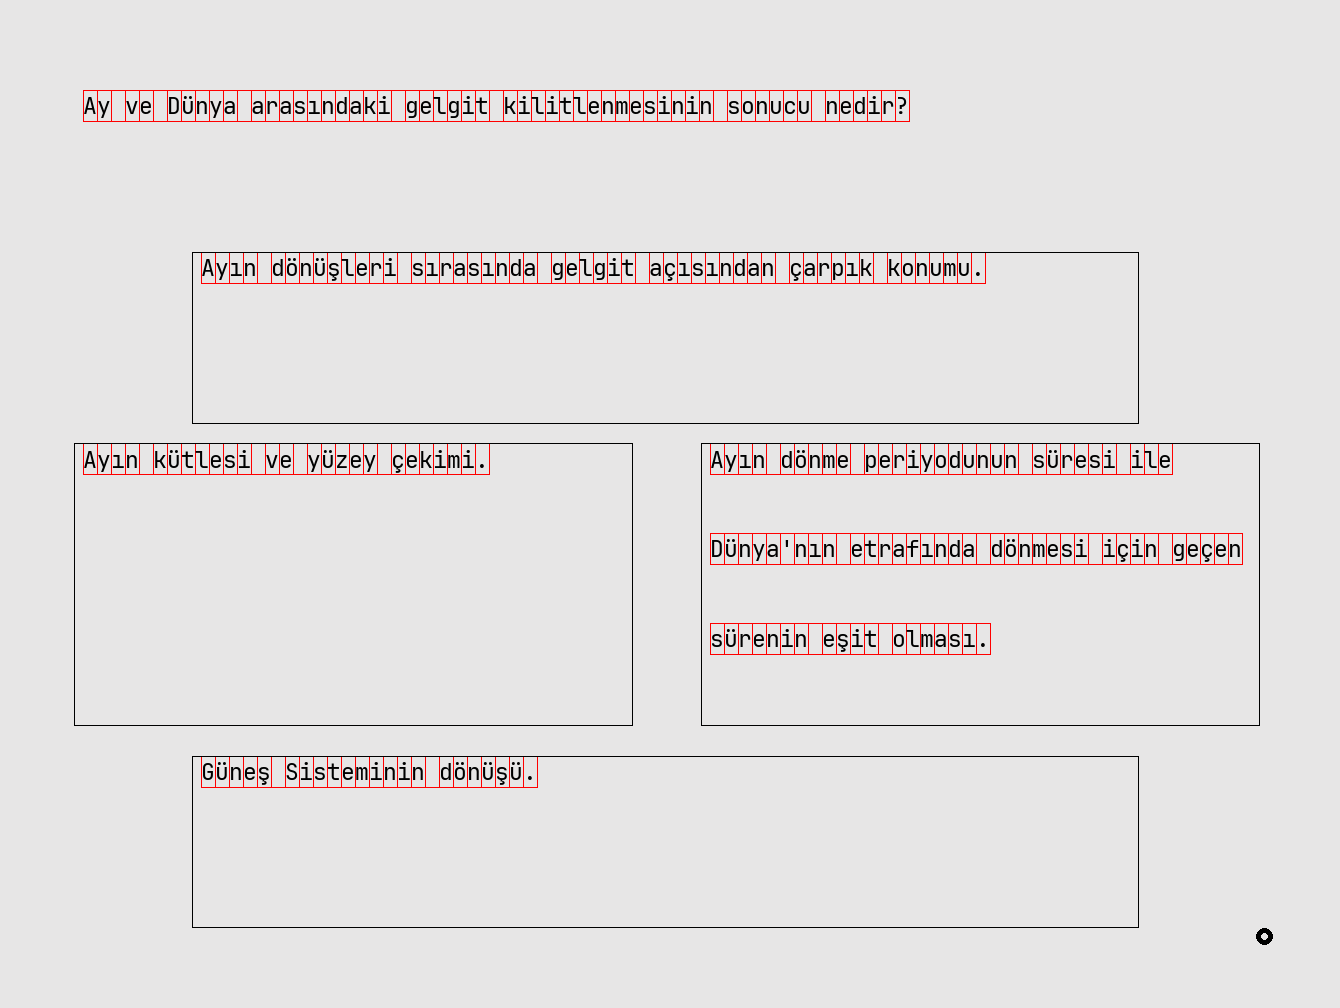 Ay ve Dünya arasındaki gelgit kilitlenmesinin sonucu nedir?
Ayın dönüşleri sırasında gelgit açısından çarpık konumu.
Ayın kütlesi ve yüzey çekimi.
Ayın dönme periyodunun süresi ile
Dünya'nın etrafında dönmesi için geçen
sürenin eşit olması.
Güneş Sisteminin dönüşü.